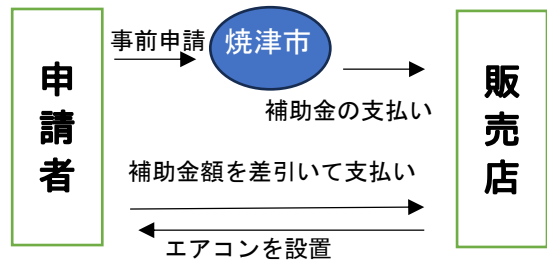 事前申請
焼津市
申請者
販売店
補助金の支払い
補助金額を差引いて支払い
エアコンを設置